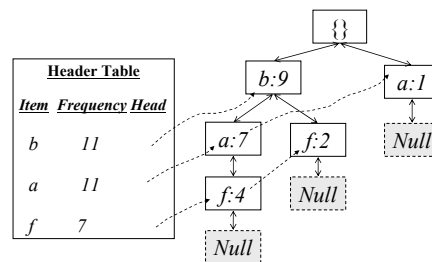 {}
Header Table
Item Frequency Head
b 11
a 11
f 7
b:9
a:1
a:7
f:2
Null
f:4
Null
Null